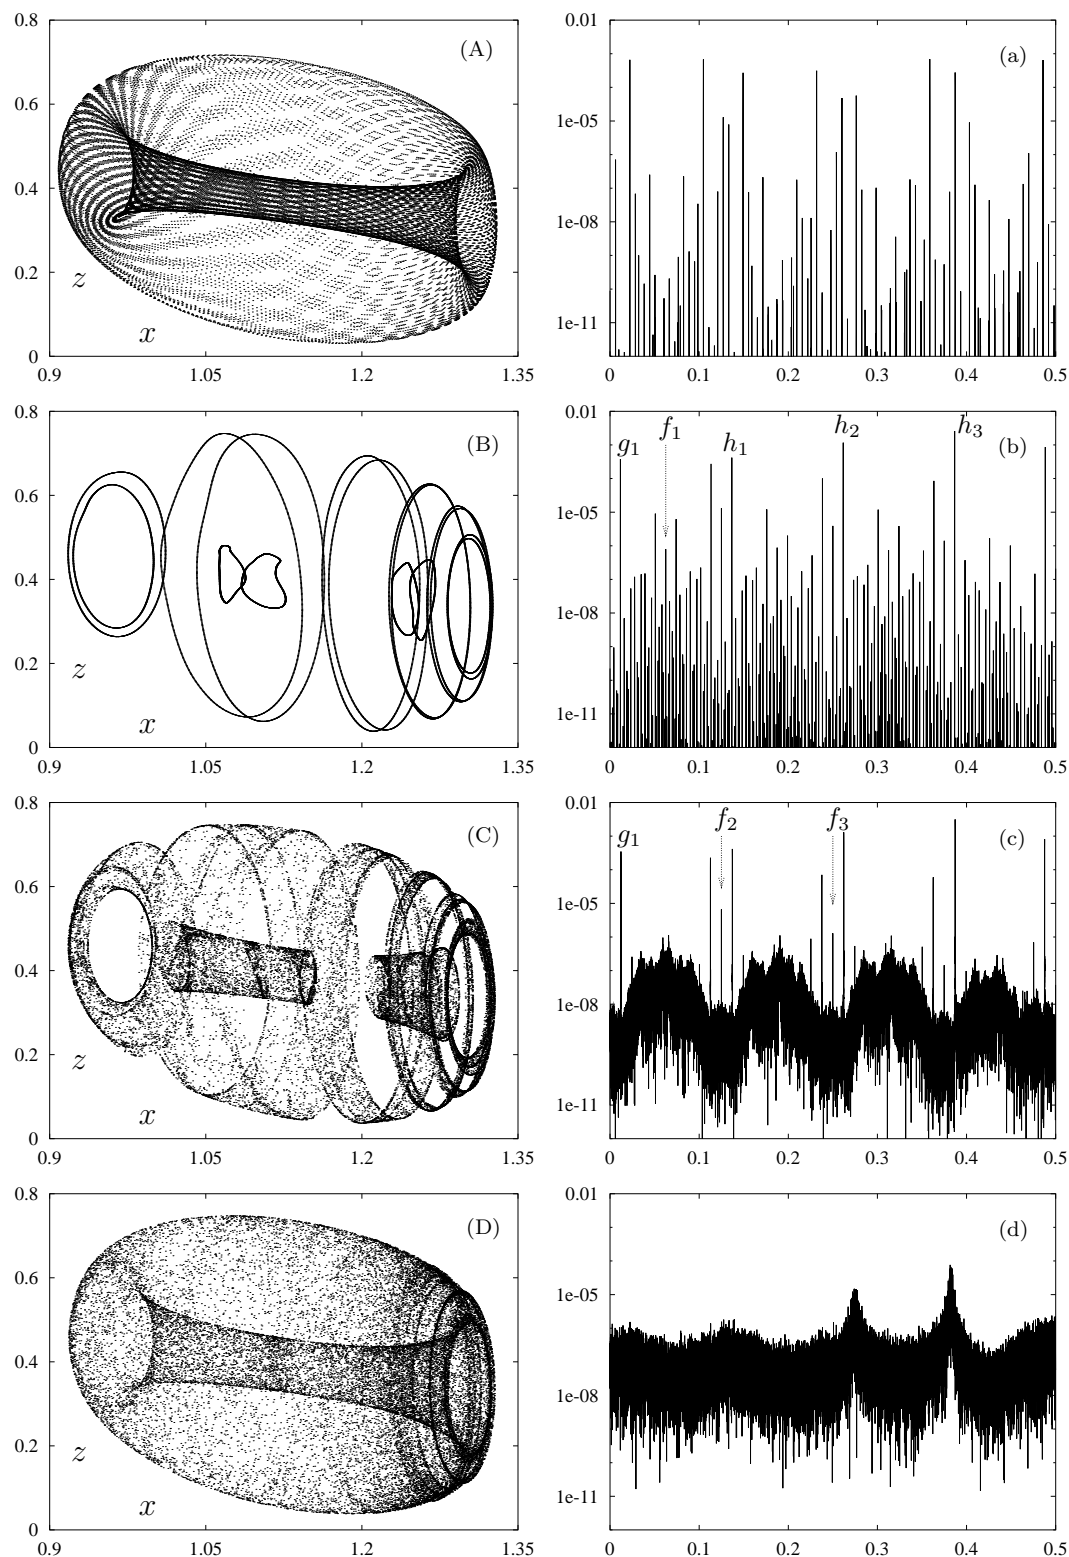 0.8
0.6
0.4
0.2
0
0.9
1.05
1.2
1.35
z
x
(A)
0.01
1e-05
1e-08
1e-11
0
0.1
0.2
0.3
0.4
0.5
(a)
0.8
0.6
0.4
0.2
0
0.9
1.05
1.2
1.35
z
x
(B)
0.01
1e-05
1e-08
1e-11
0
0.1
0.2
0.3
0.4
0.5
g1
f1
h1
h2
h3
(b)
0.8
0.6
0.4
0.2
0
0.9
1.05
1.2
1.35
z
x
(C)
0.01
1e-05
1e-08
1e-11
0
0.1
0.2
0.3
0.4
0.5
g1
f2
f3
(c)
0.8
0.6
0.4
0.2
0
0.9
1.05
1.2
1.35
z
x
(D)
0.01
1e-05
1e-08
1e-11
0
0.1
0.2
0.3
0.4
0.5
(d)